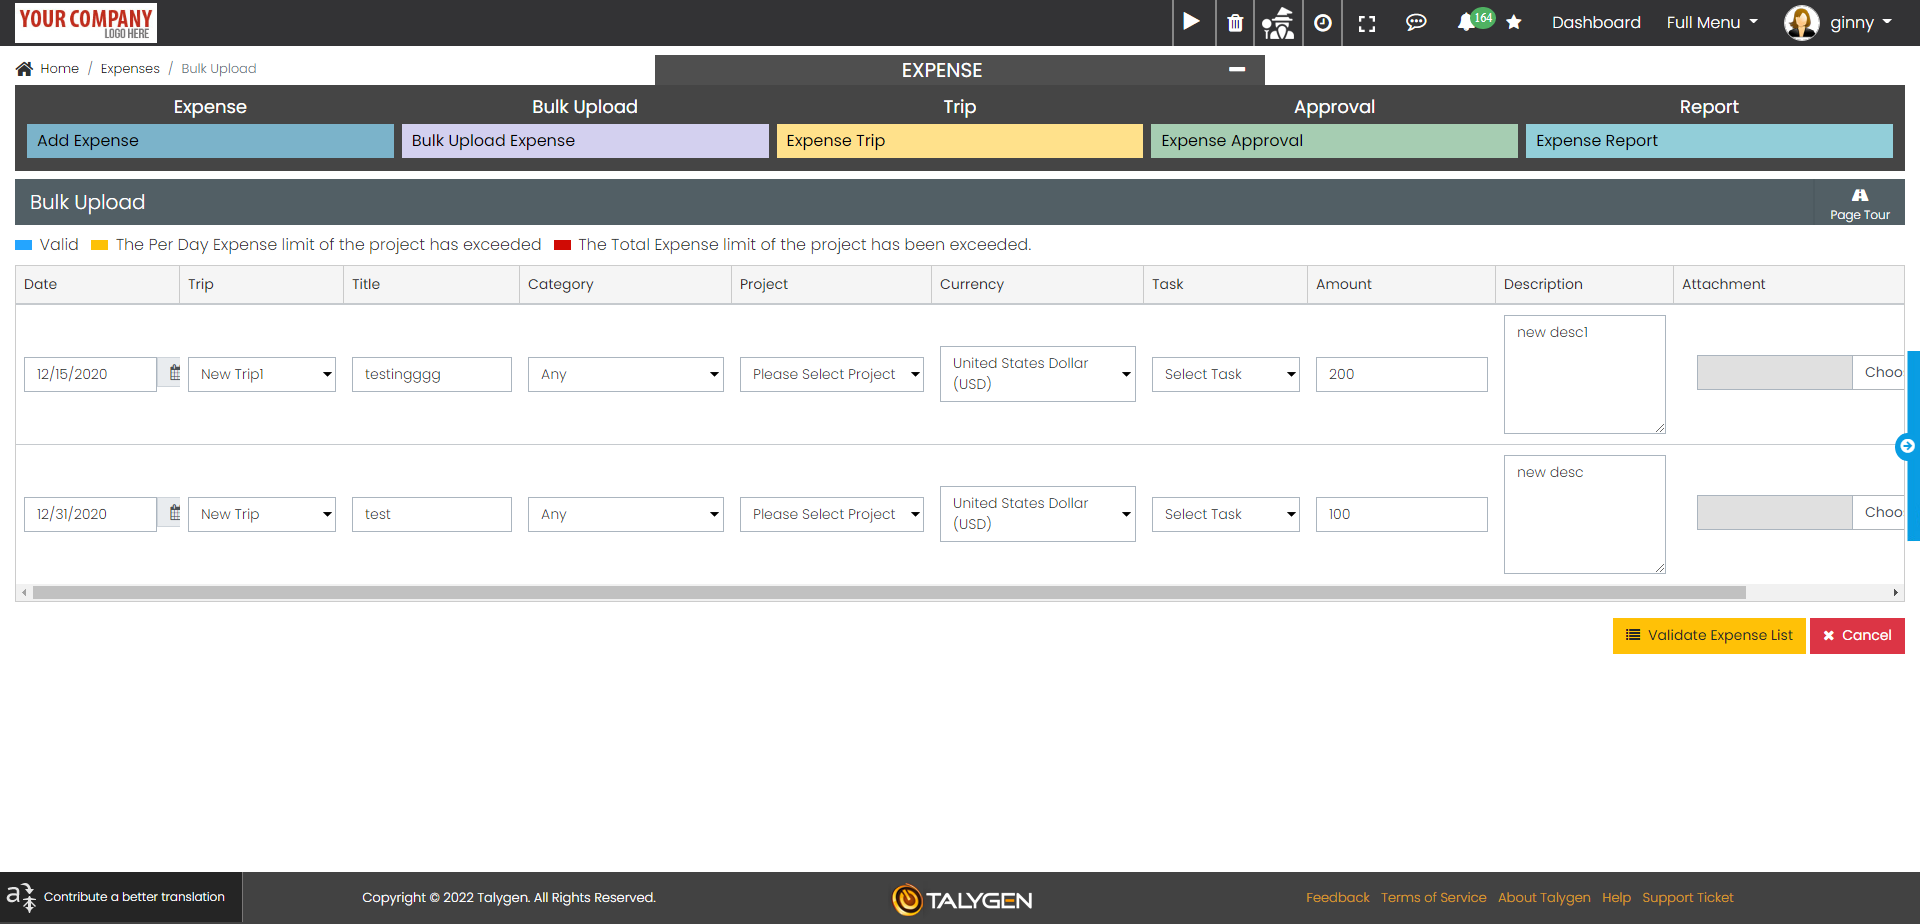 YOUR COMPANY
LOGO HERE
164
Dashboard
Full Menu
ginny
Home / Expenses / Bulk Upload
EXPENSE
Expense
Bulk Upload
Trip
Approval
Report
Add Expense
Bulk Upload Expense
Expense Trip
Expense Approval
Expense Report
Bulk Upload
Page Tour
Valid
The Per Day Expense limit of the project has exceeded
The Total Expense limit of the project has been exceeded.
Date
Trip
Title
Category
Project
Currency
Task
Amount
Description
Attachment
12/15/2020
New Trip1
testingggg
Any
Please Select Project
United States Dollar
(USD)
Select Task
200
new desc1
Choo
12/31/2020
New Trip
test
Any
Please Select Project
United States Dollar
(USD)
Select Task
100
new desc
Choo
Validate Expense List
Cancel
Contribute a better translation
Copyright © 2022 Talygen. All Rights Reserved.
TALYGEN
Feedback
Terms of Service
About Talygen
Help
Support Ticket